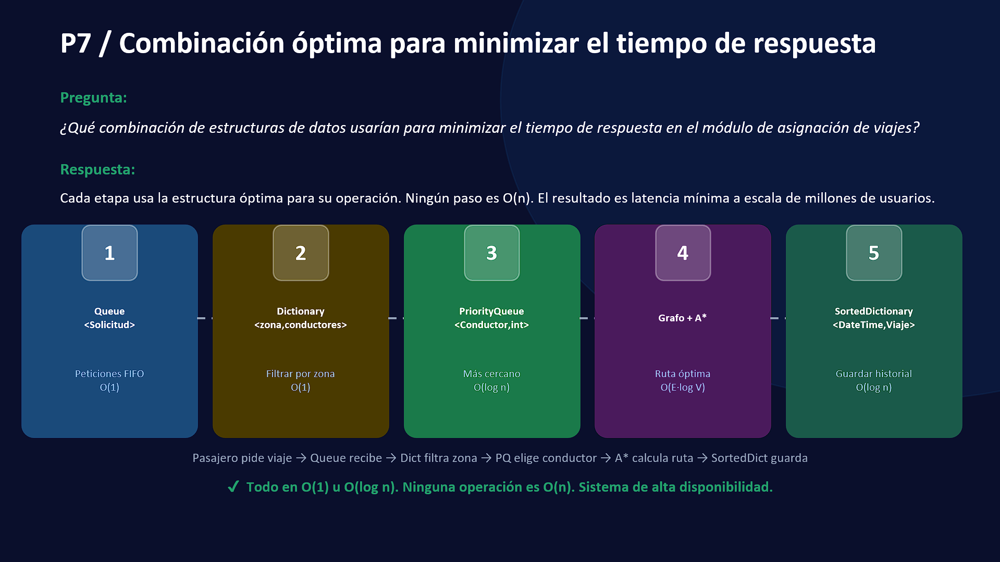 P7 / Combinación óptima para minimizar el tiempo de respuesta
Pregunta:
¿Qué combinación de estructuras de datos usarían para minimizar el tiempo de respuesta en el módulo de asignación de viajes?
Respuesta:
Cada etapa usa la estructura óptima para su operación. Ningún paso es O(n). El resultado es latencia mínima a escala de millones de usuarios.
1
Queue
<Solicitud>
Peticiones FIFO
O(1)
2
Dictionary
<zona,conductores>
Filtrar por zona
O(1)
3
PriorityQueue
<Conductor,int>
Más cercano
O(log n)
4
Grafo + A*
Ruta óptima
O(E·log V)
5
SortedDictionary
<DateTime,Viaje>
Guardar historial
O(log n)
Pasajero pide viaje → Queue recibe → Dict filtra zona → PQ elige conductor → A* calcula ruta → SortedDict guarda
✓ Todo en O(1) u O(log n). Ninguna operación es O(n). Sistema de alta disponibilidad.